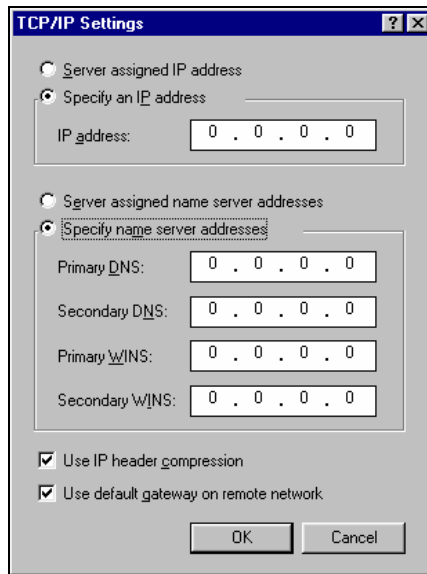 TCP/IP Settings
Server assigned IP address
Specify an IP address
IP address: 0 . 0 . 0 . 0
Server assigned name server addresses
Specify name server addresses
Primary DNS: 0 . 0 . 0 . 0
Secondary DNS: 0 . 0 . 0 . 0
Primary WINS: 0 . 0 . 0 . 0
Secondary WINS: 0 . 0 . 0 . 0
Use IP header compression
Use default gateway on remote network
OK Cancel